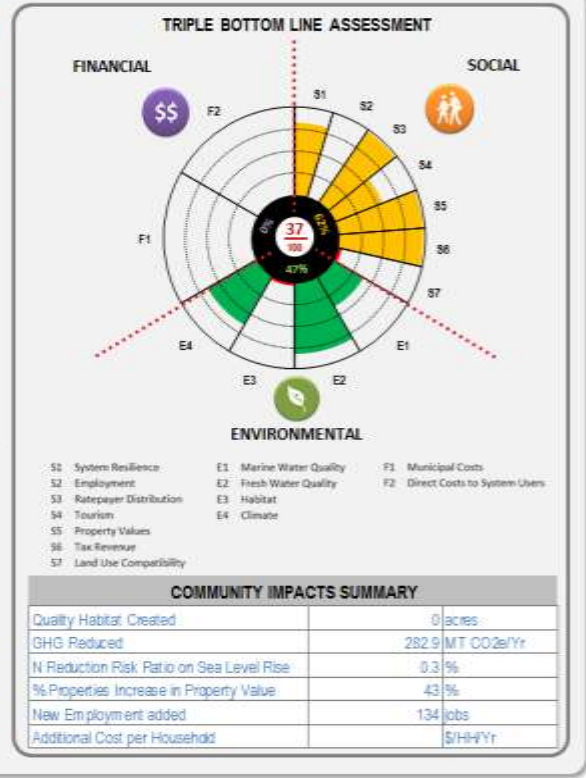 TRIPLE BOTTOM LINE ASSESSMENT
FINANCIAL
SOCIAL
$$
F2
S1
S2
S3
S4
S5
S6
S7
F1
0%
37
100
62%
47%
E4
E3
E2
E1
ENVIRONMENTAL
S1 System Resilience
S2 Employment
S3 Ratepayer Distribution
S4 Tourism
S5 Property Values
S6 Tax Revenue
S7 Land Use Compatibility
E1 Marine Water Quality
E2 Fresh Water Quality
E3 Habitat
E4 Climate
F1 Municipal Costs
F2 Direct Costs to System Users
COMMUNITY IMPACTS SUMMARY
Quality Habitat Created 0 acres
GHG Reduced 282.9 MT CO2e/Yr
N Reduction Risk Ratio on Sea Level Rise 0.3 %
% Properties Increase in Property Value 43 %
New Employment added 134 jobs
Additional Cost per Household $/HH/Yr